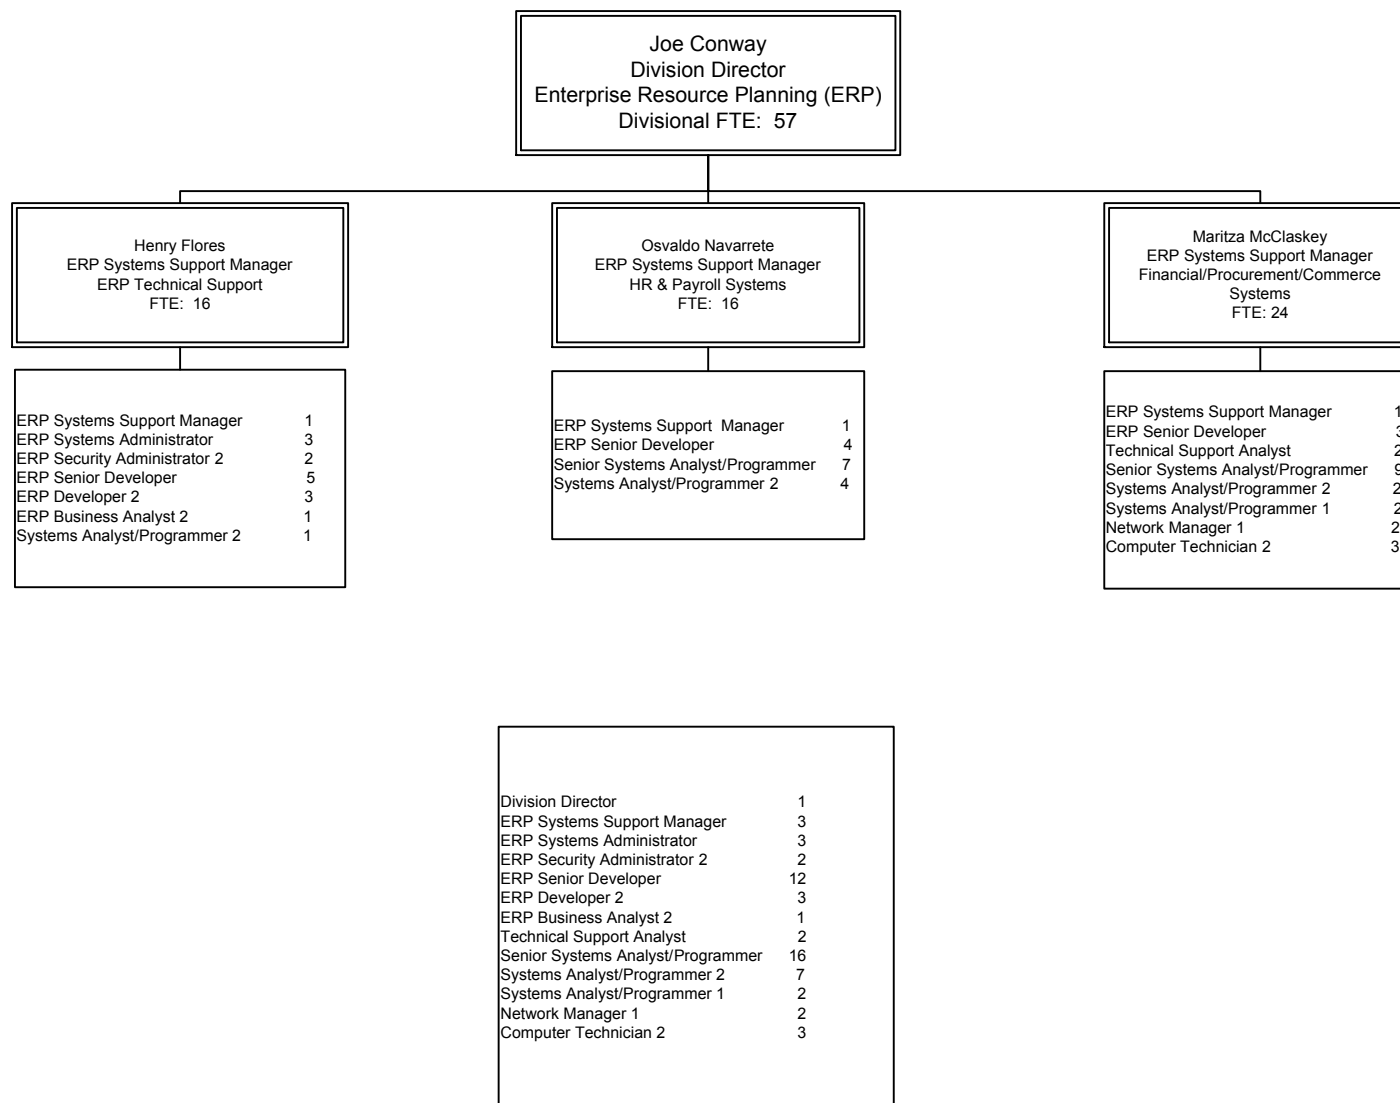 Joe Conway
Division Director
Enterprise Resource Planning (ERP)
Divisional FTE: 57
Henry Flores
ERP Systems Support Manager
ERP Technical Support
FTE: 16
Osvaldo Navarrete
ERP Systems Support Manager
HR & Payroll Systems
FTE: 16
Maritza McClaskey
ERP Systems Support Manager
Financial/Procurement/Commerce
Systems
FTE: 24
ERP Systems Support Manager 1
ERP Systems Administrator 3
ERP Security Administrator 2 2
ERP Senior Developer 5
ERP Developer 2 3
ERP Business Analyst 2 1
Systems Analyst/Programmer 2 1
ERP Systems Support Manager 1
ERP Senior Developer 4
Senior Systems Analyst/Programmer 7
Systems Analyst/Programmer 2 4
ERP Systems Support Manager 1
ERP Senior Developer 3
Technical Support Analyst 2
Senior Systems Analyst/Programmer 9
Systems Analyst/Programmer 2 2
Systems Analyst/Programmer 1 2
Network Manager 1 2
Computer Technician 2 3
Division Director 1
ERP Systems Support Manager 3
ERP Systems Administrator 3
ERP Security Administrator 2 2
ERP Senior Developer 12
ERP Developer 2 3
ERP Business Analyst 2 1
Technical Support Analyst 2
Senior Systems Analyst/Programmer 16
Systems Analyst/Programmer 2 7
Systems Analyst/Programmer 1 2
Network Manager 1 2
Computer Technician 2 3